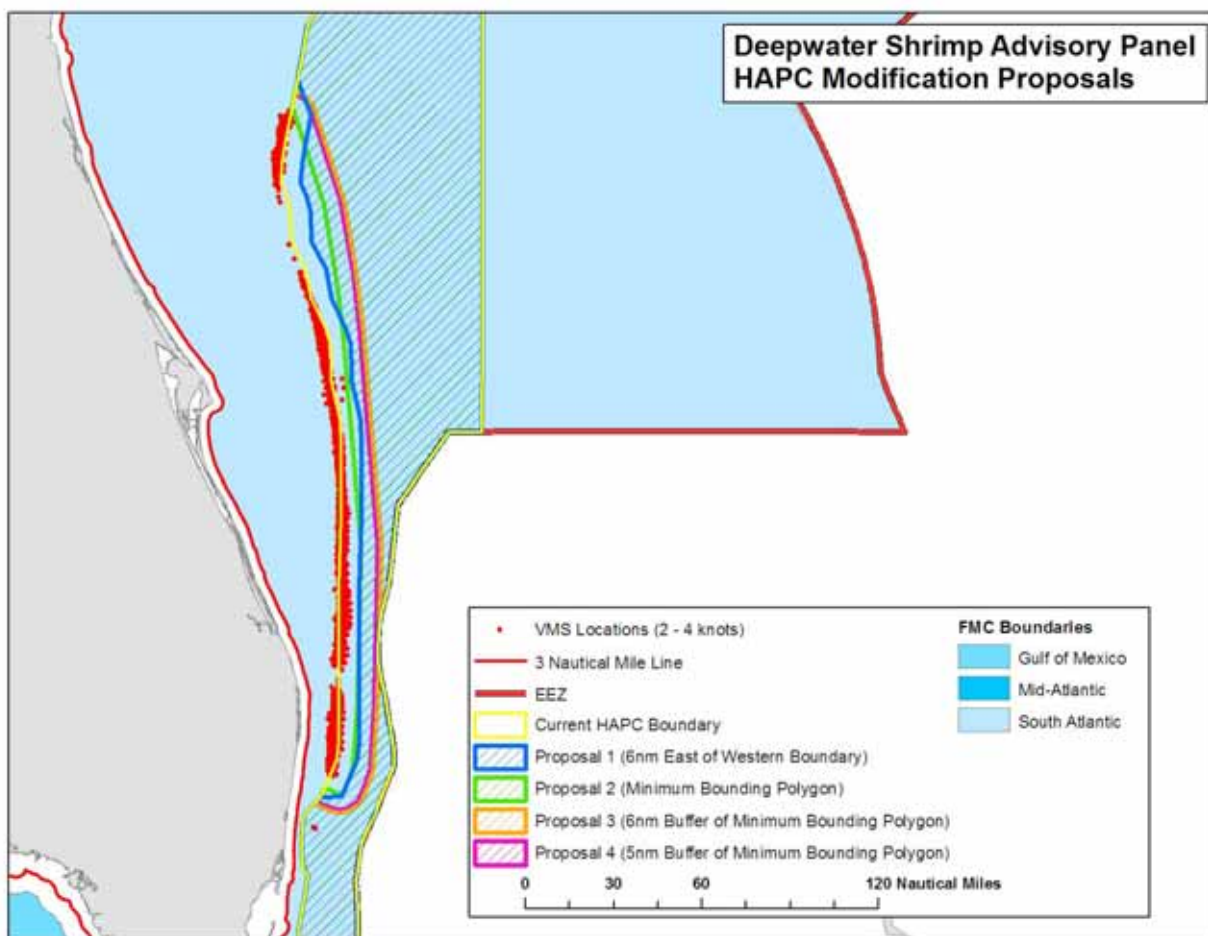 Deepwater Shrimp Advisory Panel
HAPC Modification Proposals
VMS Locations (2 - 4 knots)
3 Nautical Mile Line
EEZ
Current HAPC Boundary
Proposal 1 (6nm East of Western Boundary)
Proposal 2 (Minimum Bounding Polygon)
Proposal 3 (6nm Buffer of Minimum Bounding Polygon)
Proposal 4 (5nm Buffer of Minimum Bounding Polygon)
FMC Boundaries
Gulf of Mexico
Mid-Atlantic
South Atlantic
0 30 60 120 Nautical Miles